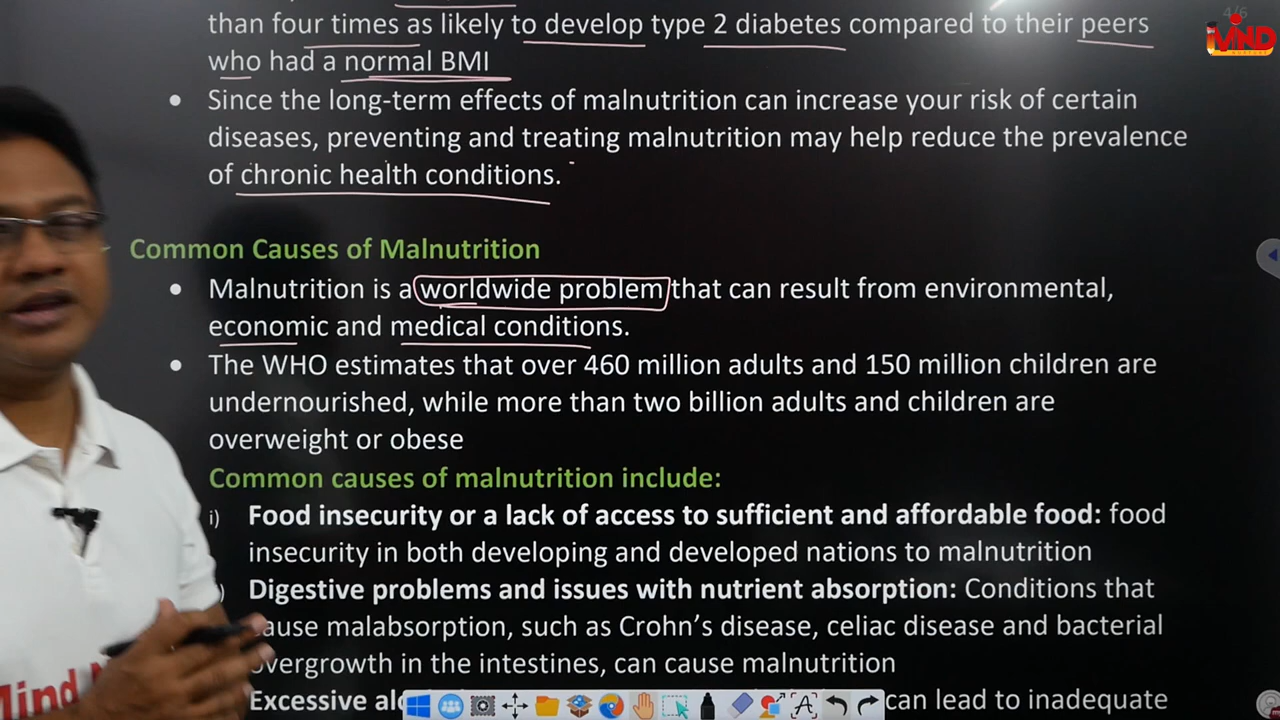 4/6
than four times as likely to develop type 2 diabetes compared to their peers
who had a normal BMI
• Since the long-term effects of malnutrition can increase your risk of certain
diseases, preventing and treating malnutrition may help reduce the prevalence
of chronic health conditions.
Common Causes of Malnutrition
• Malnutrition is a worldwide problem that can result from environmental,
economic and medical conditions.
• The WHO estimates that over 460 million adults and 150 million children are
undernourished, while more than two billion adults and children are
overweight or obese
Common causes of malnutrition include:
i) Food insecurity or a lack of access to sufficient and affordable food: food
insecurity in both developing and developed nations to malnutrition
) Digestive problems and issues with nutrient absorption: Conditions that
ause malabsorption, such as Crohn's disease, celiac disease and bacterial
overgrowth in the intestines, can cause malnutrition
Excessive alc
can lead to inadequate
Mind